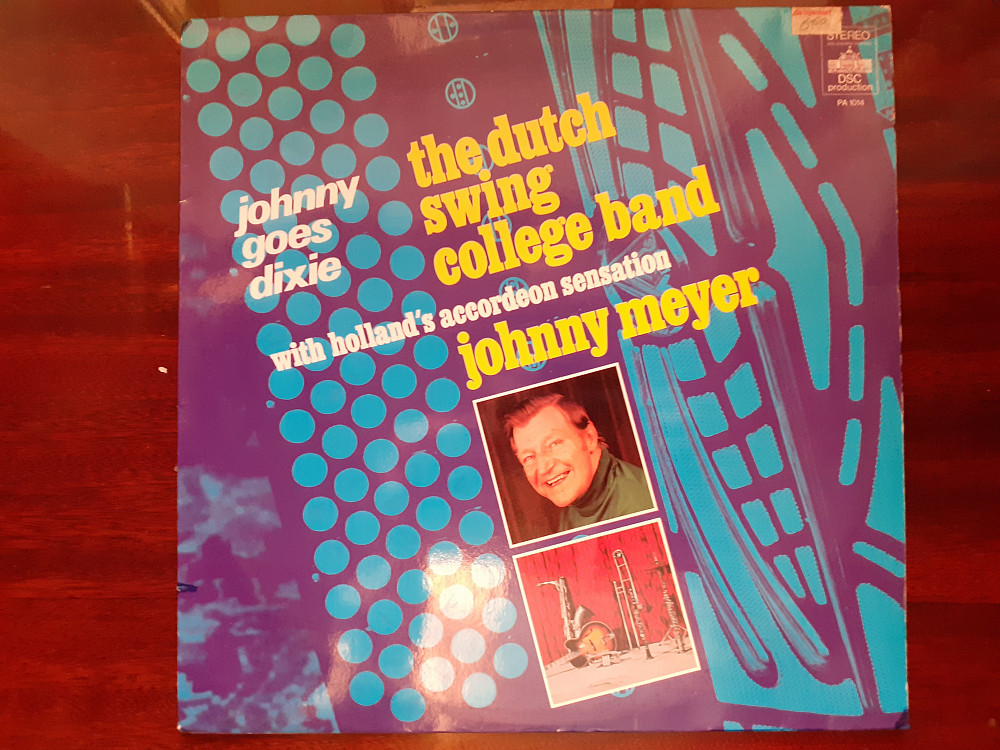 STEREO
DSC
production
PA 1014
johnny
goes
dixie
the dutch
swing
college band
with holland's accordeon sensation
johnny meyer